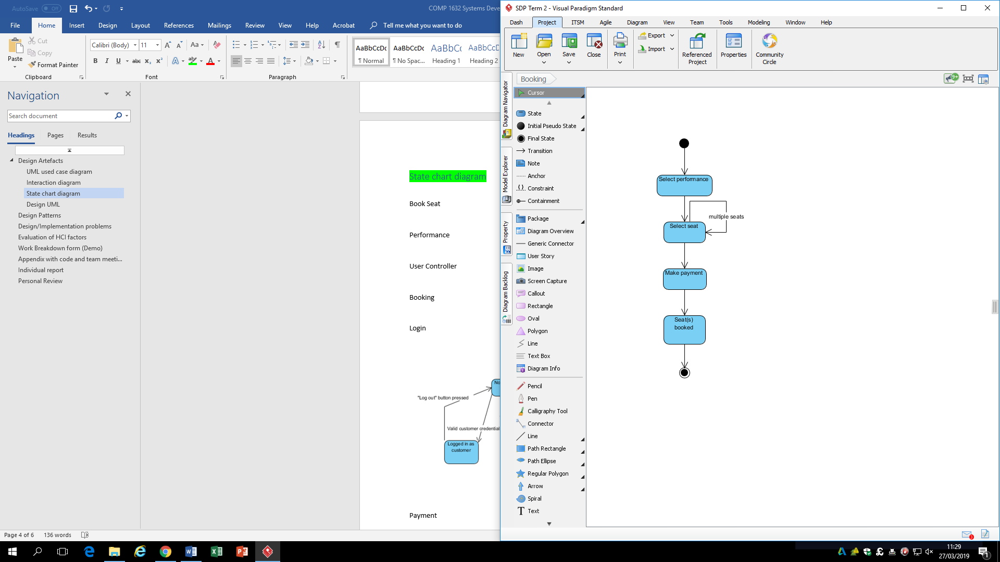 AutoSave Off
COMP 1632 Systems Deve
File Home Insert Design Layout References Mailings Review View Help Acrobat Tell me what you want to do
Paste
Cut
Copy
Format Painter
Clipboard
Calibri (Body) 11
Font
Paragraph
AaBbCcDc AaBbCcDc AaBbCc AaBbCcD
¶ Normal ¶ No Spac... Heading 1 Heading 2
Navigation
Search document
Headings Pages Results
Design Artefacts
UML used case diagram
Interaction diagram
State chart diagram
Design UML
Design Patterns
Design/Implementation problems
Evaluation of HCI factors
Work Breakdown form (Demo)
Appendix with code and team meeti...
Individual report
Personal Review
State chart diagram
Book Seat
Performance
User Controller
Booking
Login
No
"Log out" button pressed
Valid customer credential
Logged in as
customer
Payment
Page 4 of 6 136 words
SDP Term 2 - Visual Paradigm Standard
Dash Project ITSM Agile Diagram View Team Tools Modeling Window Help
New
Open
Save
Close
Print
Export
Import
Referenced
Project
Properties
Community
Circle
Booking
9+
Diagram Navigator
Model Explorer
Property
Diagram Backlog
Cursor
State
Initial Pseudo State
Final State
Transition
Note
Anchor
Constraint
Containment
Package
Diagram Overview
Generic Connector
User Story
Image
Screen Capture
Callout
Rectangle
Oval
Polygon
Line
Text Box
Diagram Info
Pencil
Pen
Calligraphy Tool
Connector
Line
Path Rectangle
Path Ellipse
Regular Polygon
Arrow
Spiral
Text
Select performance
multiple seats
Select seat
Make payment
Seat(s)
booked
3
11:29
27/03/2019
1